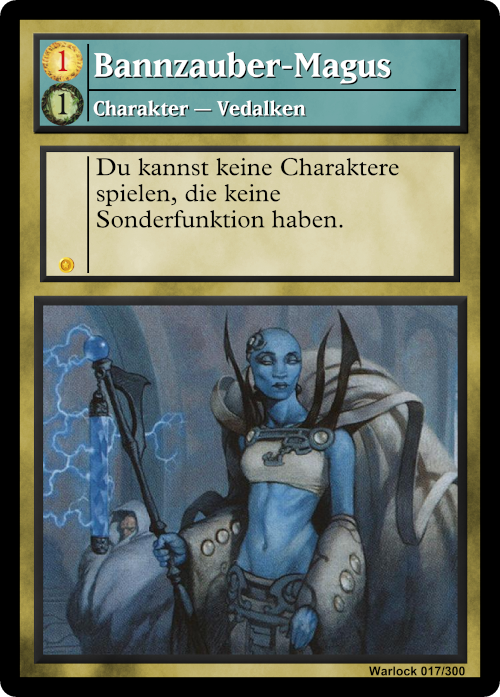 1
Bannzauber-Magus
1
Charakter — Vedalken
Du kannst keine Charaktere
spielen, die keine
Sonderfunktion haben.
Warlock 017/300